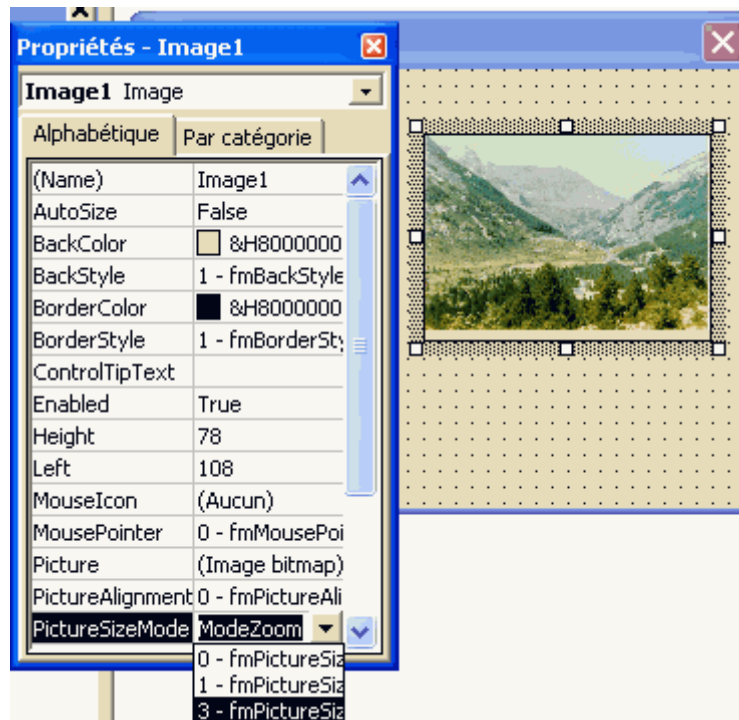 Propriétés - Image1
Image1 Image
Alphabétique Par catégorie
(Name) Image1
AutoSize False
BackColor &H8000000
BackStyle 1 - fmBackStyle
BorderColor &H8000000
BorderStyle 1 - fmBorderSty
ControlTipText
Enabled True
Height 78
Left 108
MouseIcon (Aucun)
MousePointer 0 - fmMousePoi
Picture (Image bitmap)
PictureAlignment 0 - fmPictureAli
PictureSizeMode ModeZoom
0 - fmPictureSiz
1 - fmPictureSiz
3 - fmPictureSiz